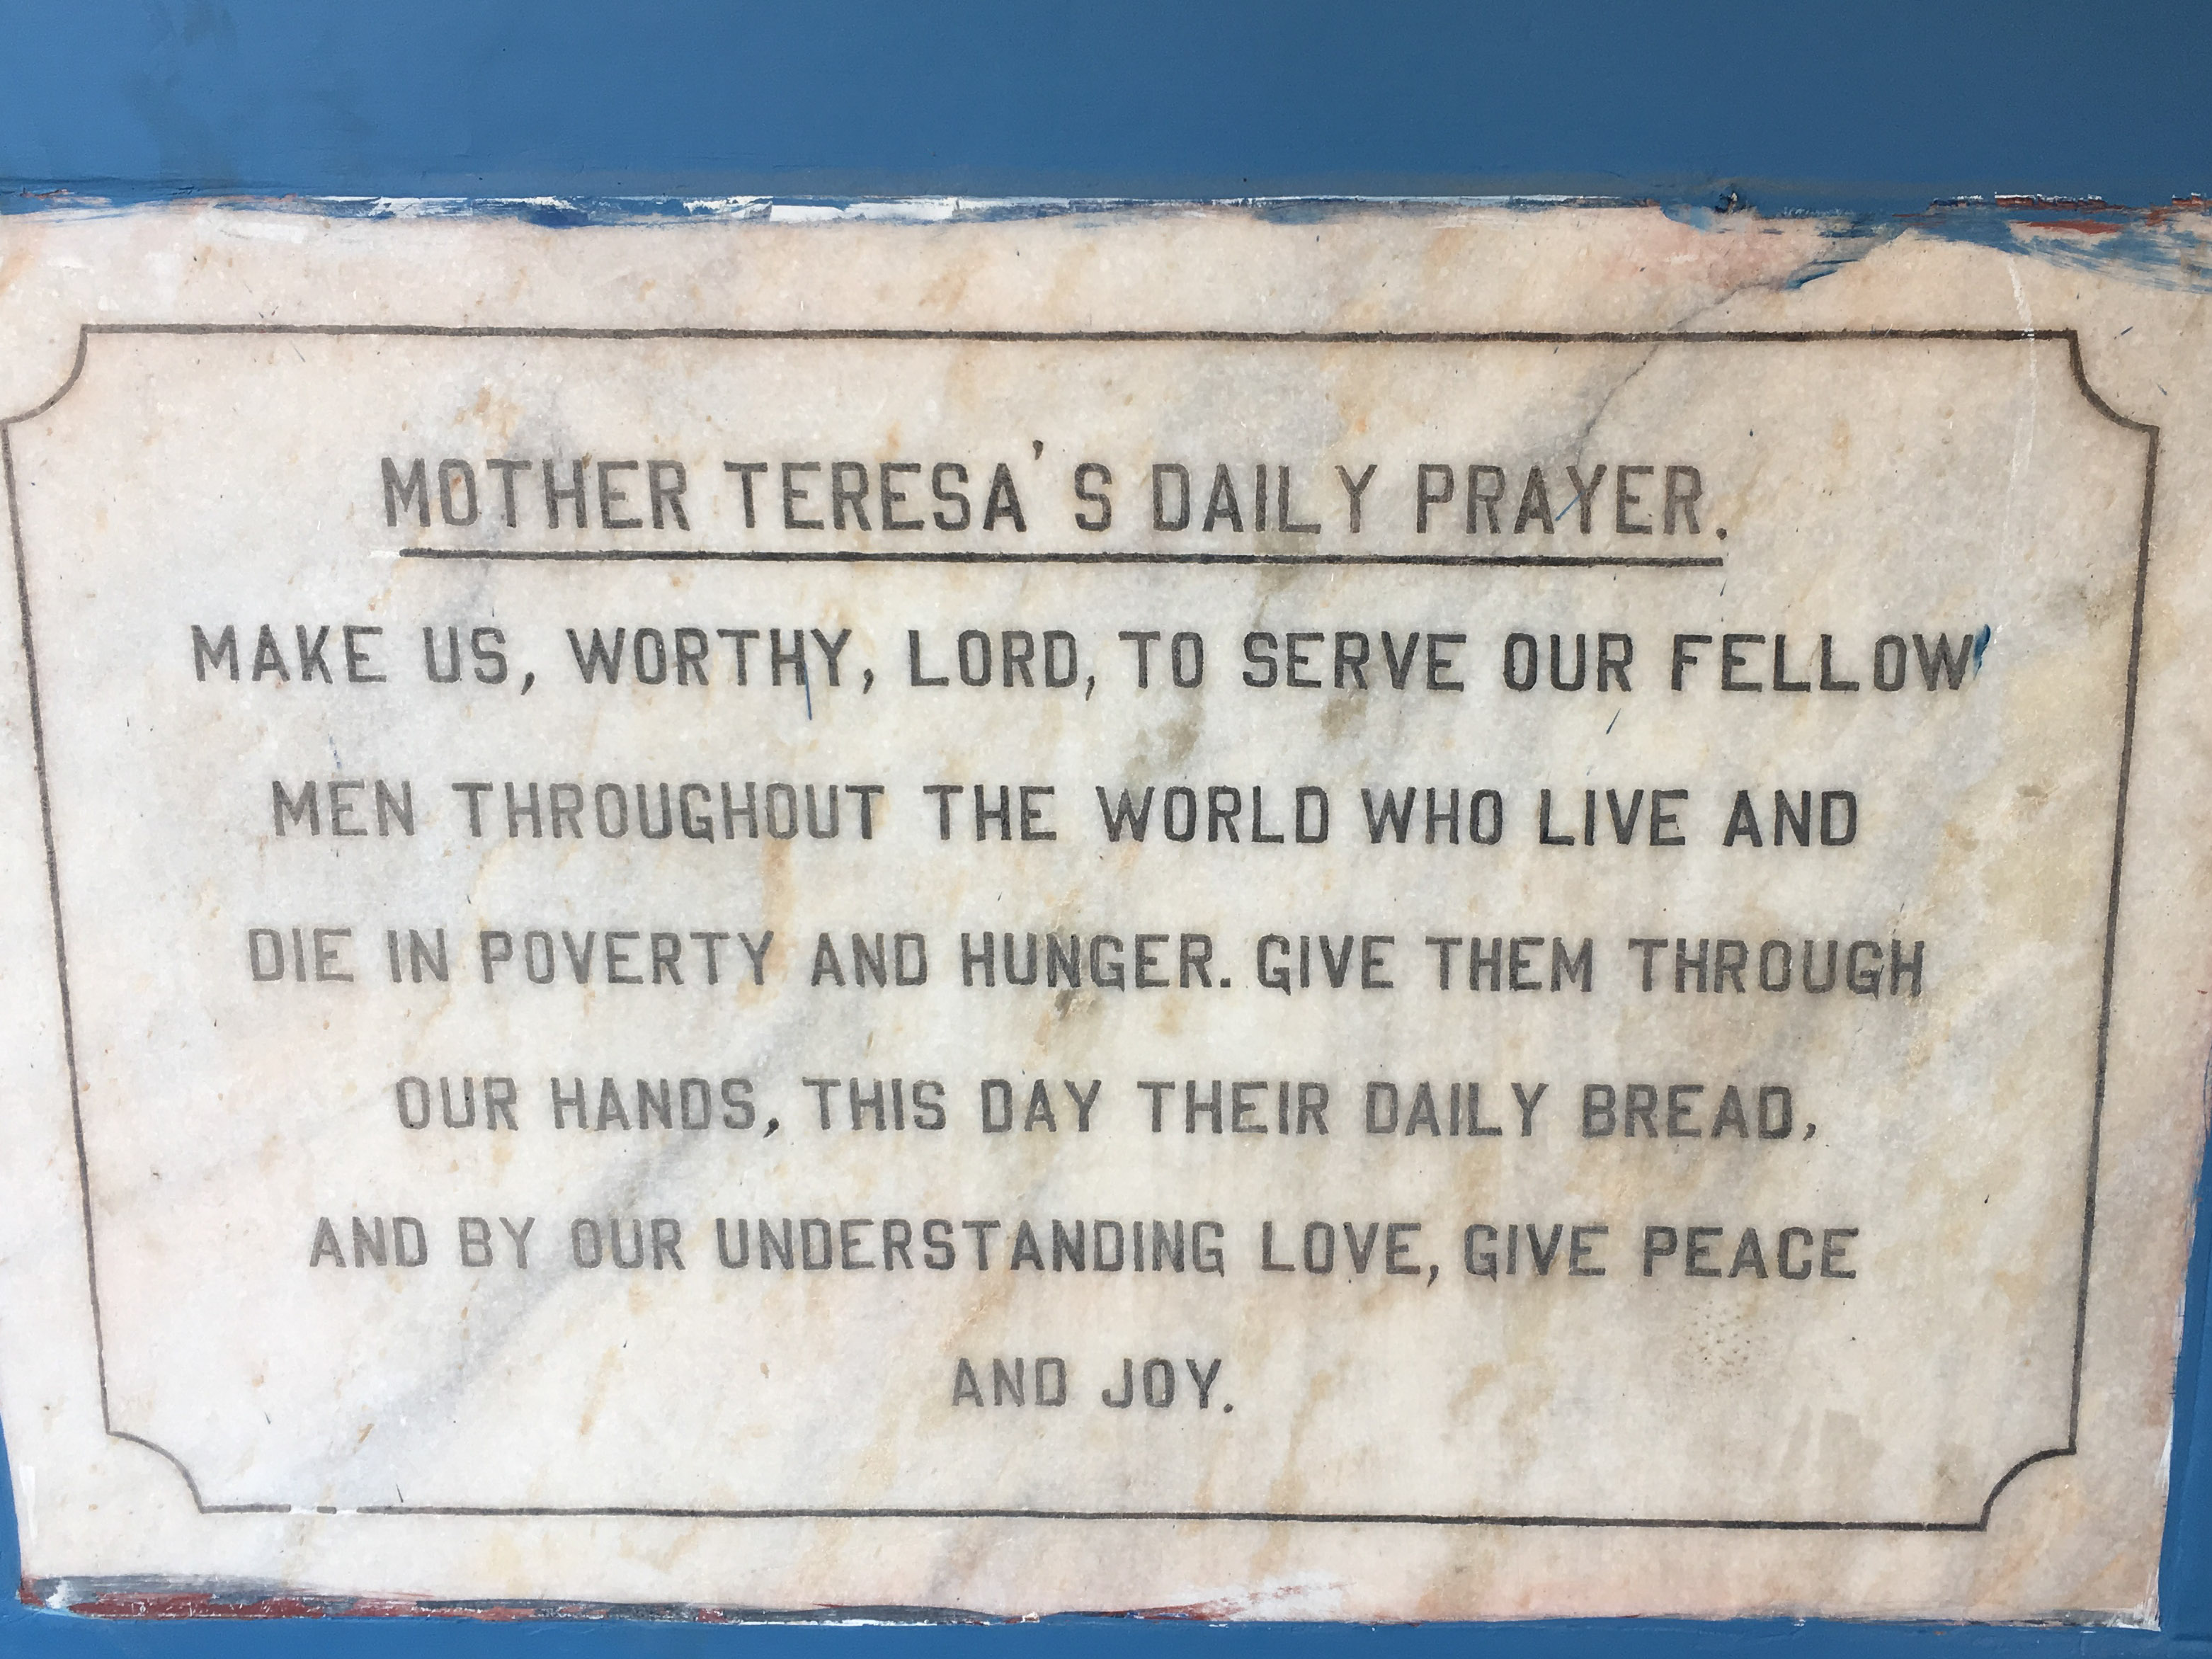 MOTHER TERESA'S DAILY PRAYER.
MAKE US, WORTHY, LORD, TO SERVE OUR FELLOW
MEN THROUGHOUT THE WORLD WHO LIVE AND
DIE IN POVERTY AND HUNGER. GIVE THEM THROUGH
OUR HANDS, THIS DAY THEIR DAILY BREAD,
AND BY OUR UNDERSTANDING LOVE, GIVE PEACE
AND JOY.